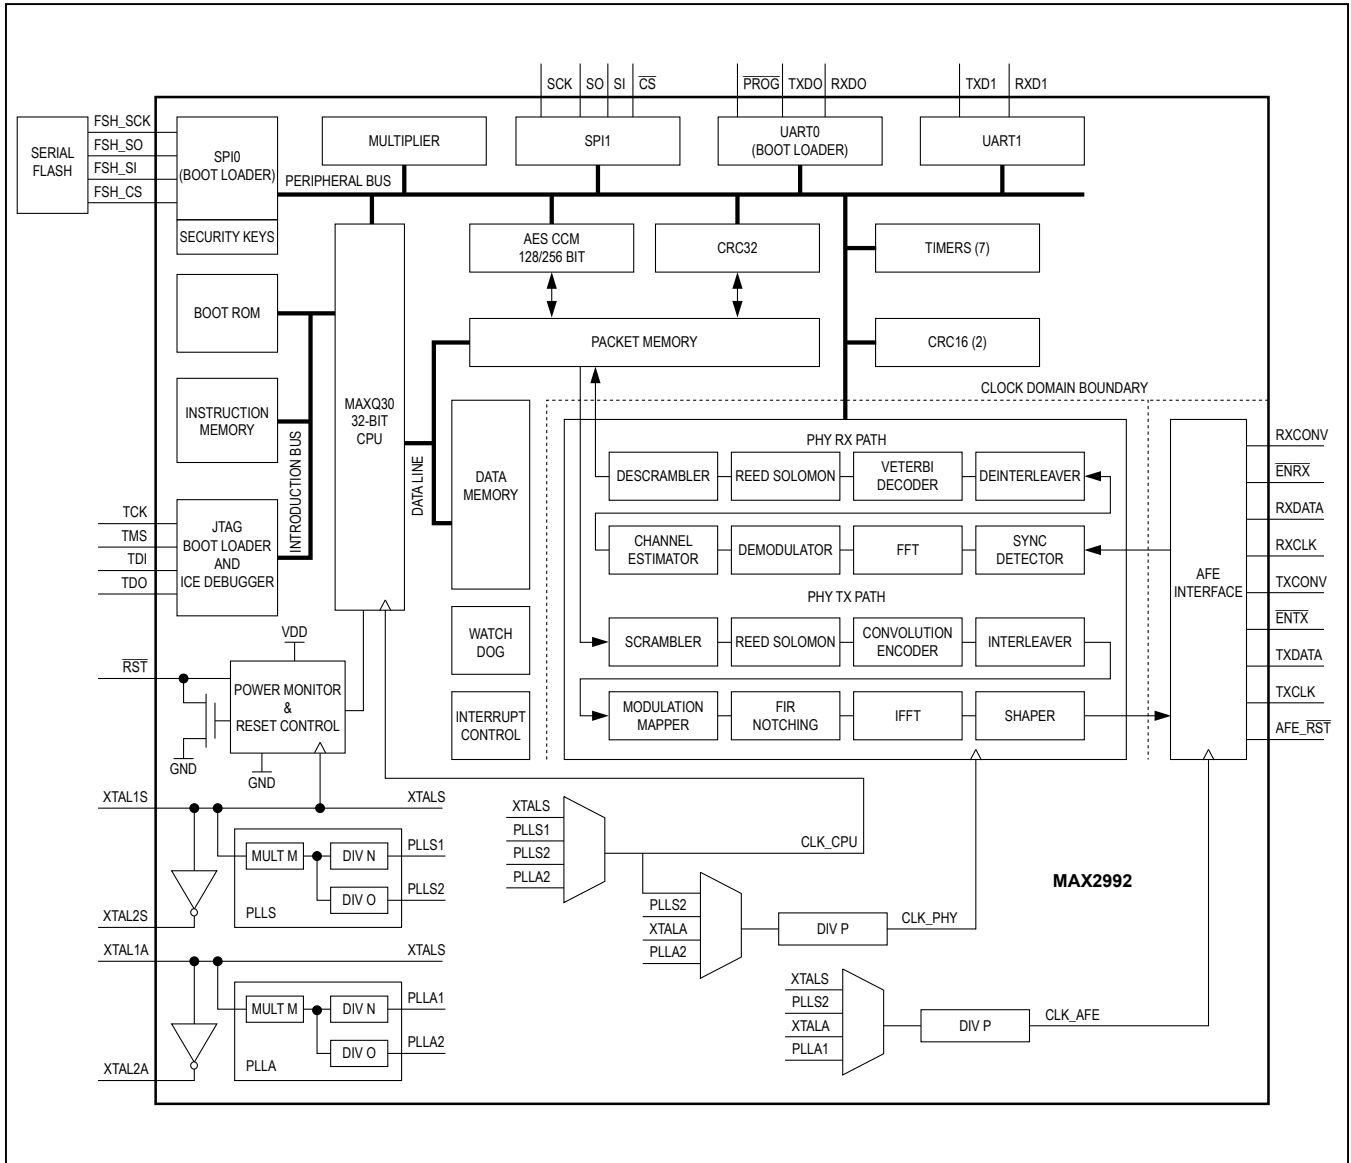 SCK SO SI CS PROG TXDO RXDO TXD1 RXD1
FSH_SCK
FSH_SO
FSH_SI
FSH_CS
SERIAL
FLASH
SPI0
(BOOT LOADER)
SECURITY KEYS
MULTIPLIER
SPI1
UART0
(BOOT LOADER)
UART1
PERIPHERAL BUS
AES CCM
128/256 BIT
CRC32
TIMERS (7)
BOOT ROM
PACKET MEMORY
CRC16 (2)
CLOCK DOMAIN BOUNDARY
INSTRUCTION
MEMORY
INTRODUCTION BUS
MAXQ30
32-BIT
CPU
DATA LINE
DATA
MEMORY
PHY RX PATH
DESCRAMBLER
REED SOLOMON
VETERBI
DECODER
DEINTERLEAVER
CHANNEL
ESTIMATOR
DEMODULATOR
FFT
SYNC
DETECTOR
PHY TX PATH
SCRAMBLER
REED SOLOMON
CONVOLUTION
ENCODER
INTERLEAVER
MODULATION
MAPPER
FIR
NOTCHING
IFFT
SHAPER
AFE
INTERFACE
RXCONV
ENRX
RXDATA
RXCLK
TXCONV
ENTX
TXDATA
TXCLK
AFE_RST
TCK
TMS
TDI
TDO
JTAG
BOOT LOADER
AND
ICE DEBUGGER
WATCH
DOG
INTERRUPT
CONTROL
VDD
RST
POWER MONITOR
&
RESET CONTROL
GND
GND
XTAL1S
XTALS
MULT M
DIV N
DIV O
PLLS
PLLS1
PLLS2
XTAL2S
XTAL1A
XTALS
MULT M
DIV N
DIV O
PLLA
PLLA1
PLLA2
XTAL2A
XTALS
PLLS1
PLLS2
PLLA2
CLK_CPU
PLLS2
XTALA
PLLA2
DIV P
CLK_PHY
MAX2992
XTALS
PLLS2
XTALA
PLLA1
DIV P
CLK_AFE